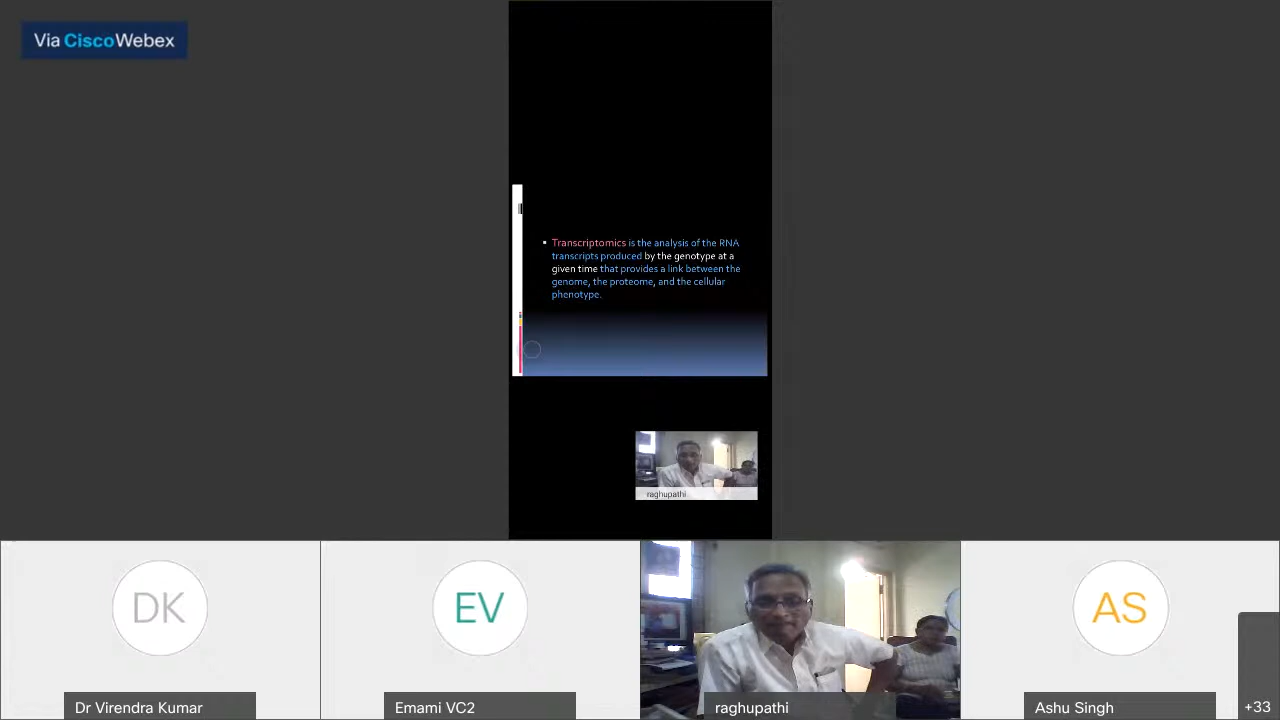 Via CiscoWebex
• Transcriptomics is the analysis of the RNA
transcripts produced by the genotype at a
given time that provides a link between the
genome, the proteome, and the cellular
phenotype.
raghupathi
DK
EV
AS
Dr Virendra Kumar
Emami VC2
raghupathi
Ashu Singh
+33